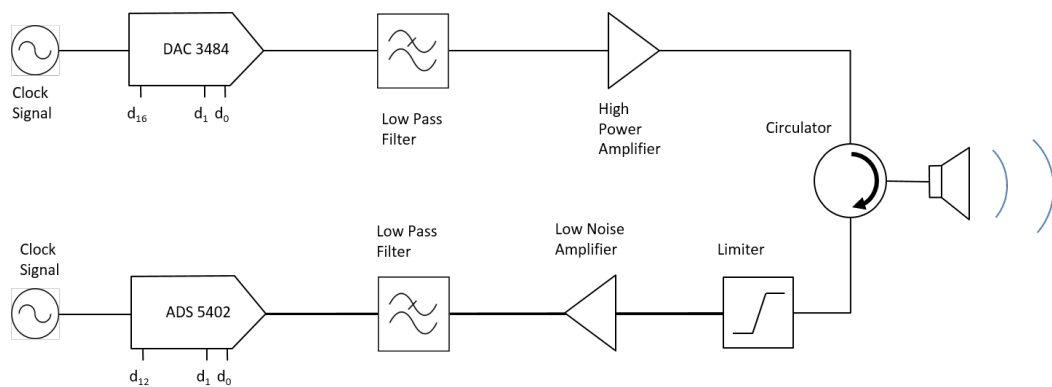 DAC 3484
Clock
Signal
d16
d1 d0
Low Pass
Filter
High
Power
Amplifier
Circulator
Clock
Signal
ADS 5402
d12
d1 d0
Low Pass
Filter
Low Noise
Amplifier
Limiter